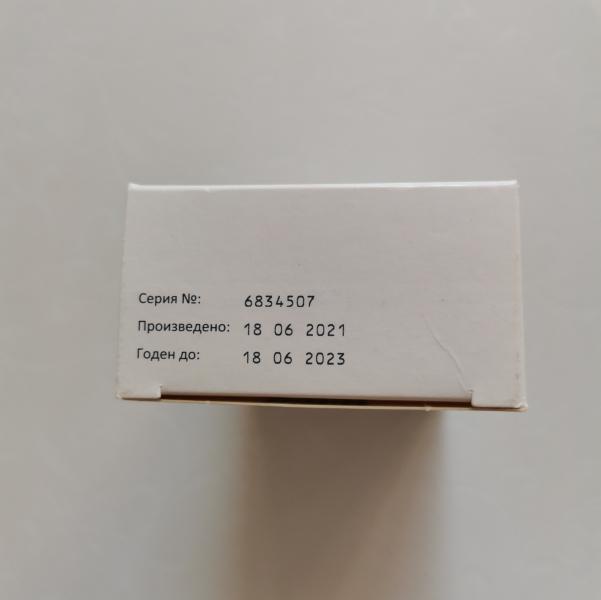 Серия №: 6834507
Произведено: 18 06 2021
Годен до: 18 06 2023